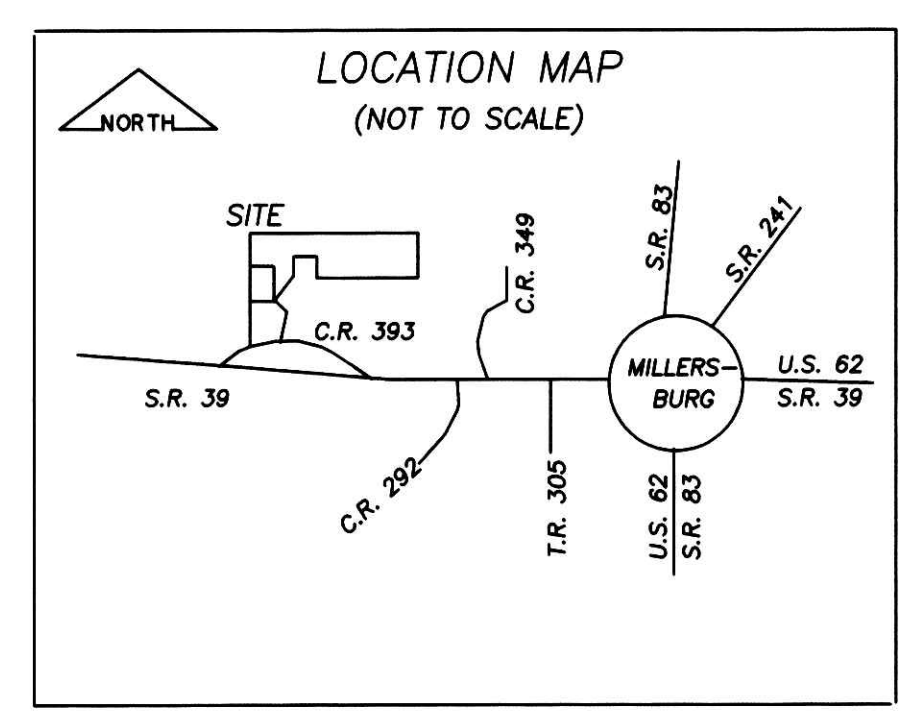 LOCATION MAP
(NOT TO SCALE)
NORTH
SITE
C.R. 393
S.R. 39
C.R. 349
C.R. 292
T.R. 305
S.R. 83
S.R. 241
MILLERS-
BURG
U.S. 62
S.R. 39
U.S. 62
S.R. 83